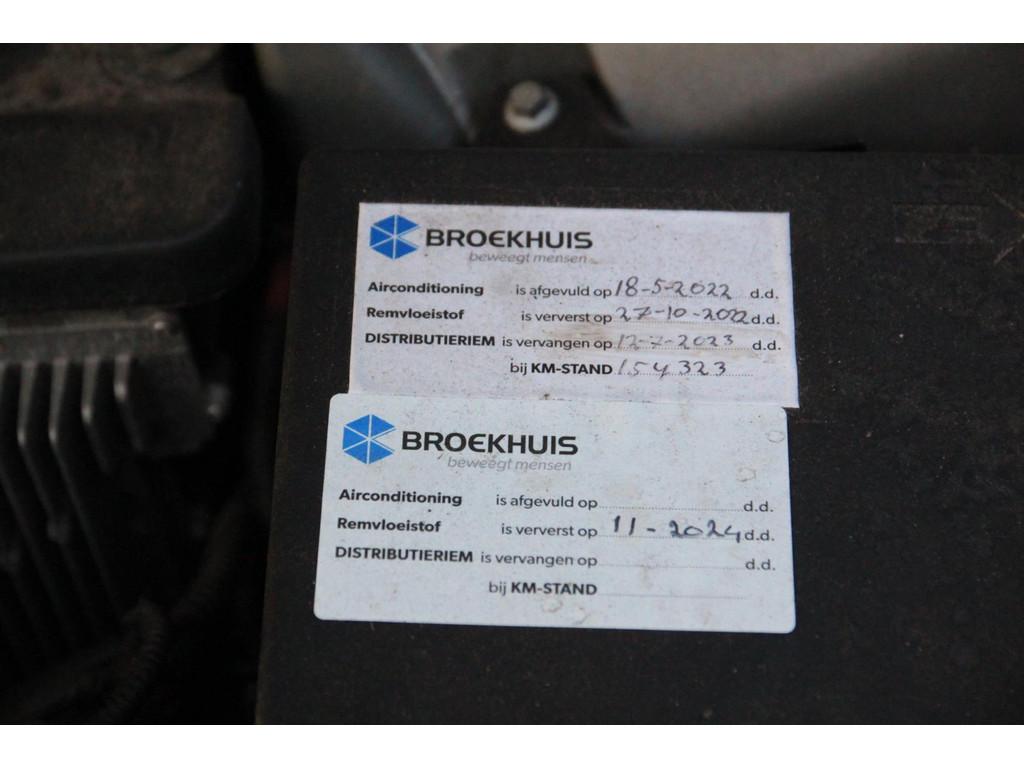 BROEKHUIS
beweegt mensen
Airconditioning is afgevuld op 18-5-2022 d.d.
Remvloeistof is ververst op 27-10-2022 d.d.
DISTRIBUTIERIEM is vervangen op 12-7-2023 d.d.
bij KM-STAND 154323
BROEKHUIS
beweegt mensen
Airconditioning is afgevuld op d.d.
Remvloeistof is ververst op 11-2024 d.d.
DISTRIBUTIERIEM is vervangen op d.d.
bij KM-STAND